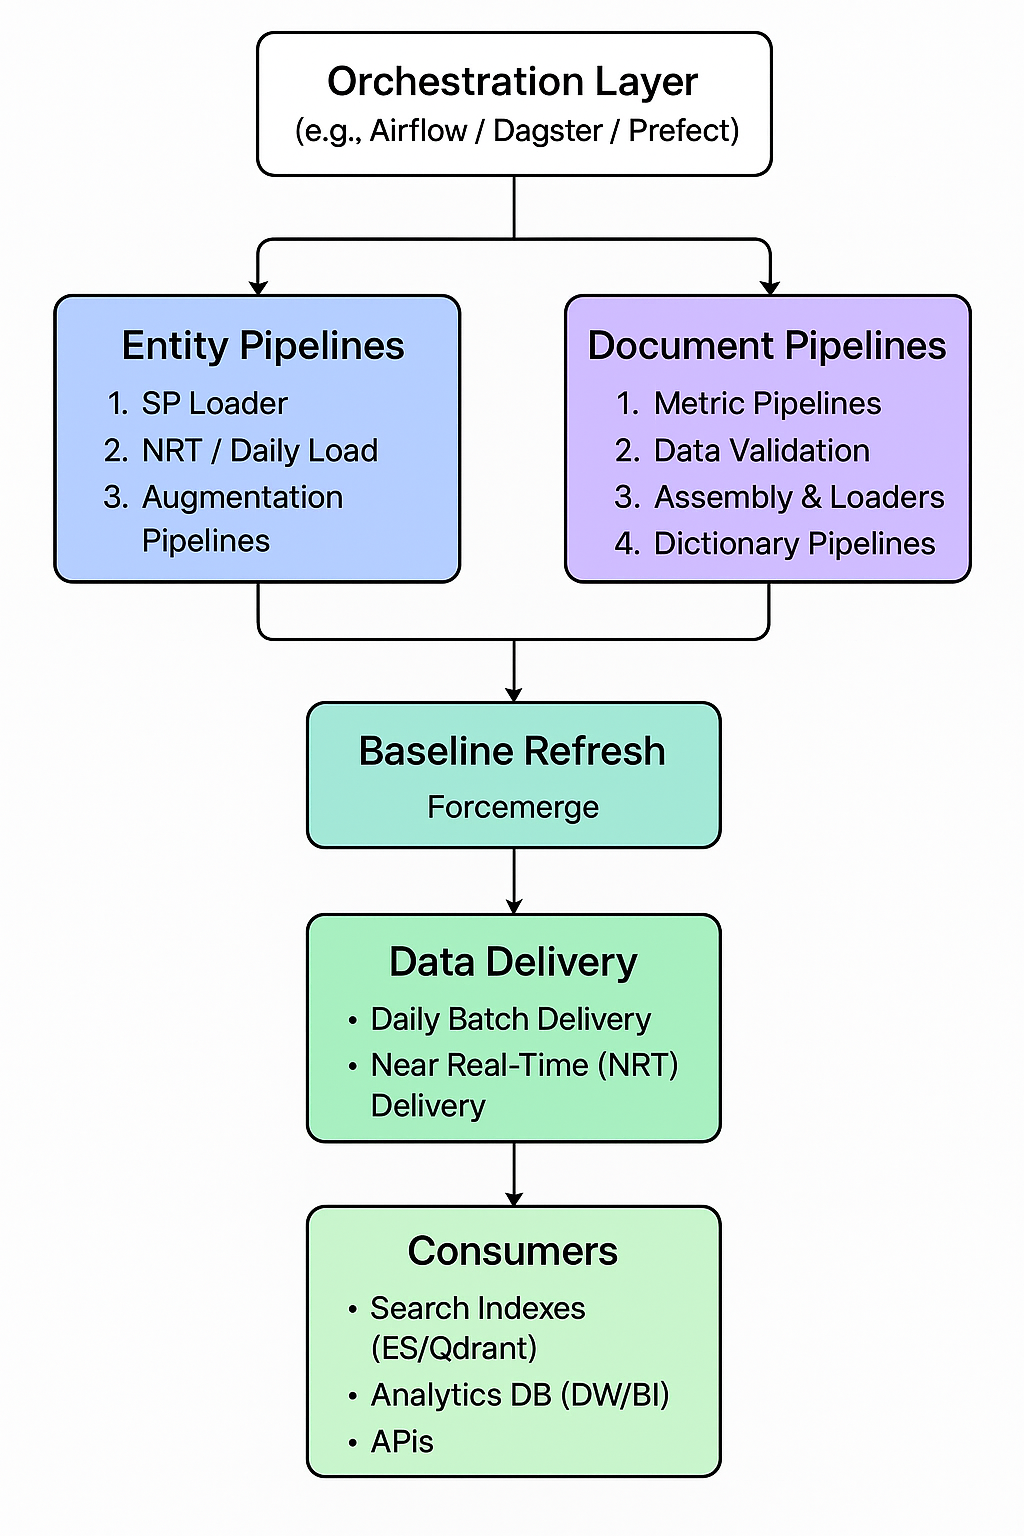 Orchestration Layer
(e.g., Airflow / Dagster / Prefect)
Entity Pipelines
1. SP Loader
2. NRT / Daily Load
3. Augmentation
Pipelines
Document Pipelines
1. Metric Pipelines
2. Data Validation
3. Assembly & Loaders
4. Dictionary Pipelines
Baseline Refresh
Forcemerge
Data Delivery
• Daily Batch Delivery
• Near Real-Time (NRT)
Delivery
Consumers
• Search Indexes
(ES/Qdrant)
• Analytics DB (DW/BI)
• APis